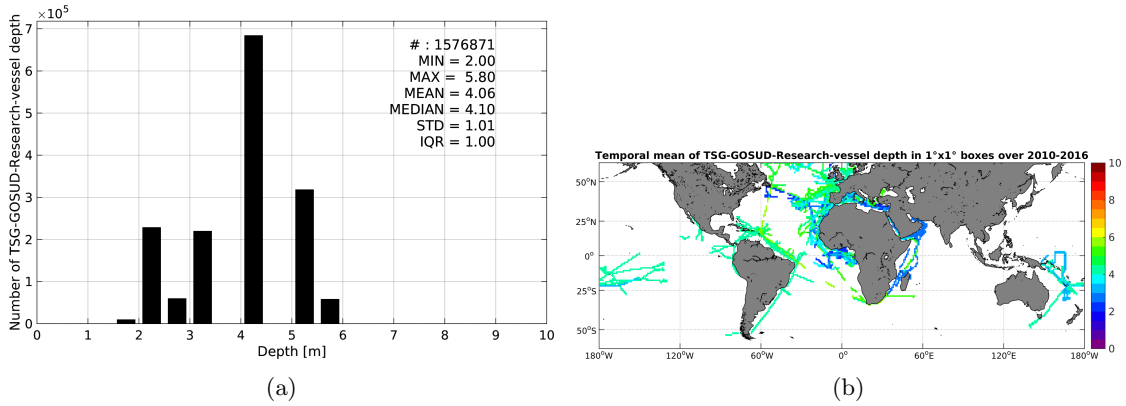 ×10⁵
7
6
5
4
3
2
1
0
Number of TSG-GOSUD-Research-vessel depth
# : 1576871
MIN = 2.00
MAX = 5.80
MEAN = 4.06
MEDIAN = 4.10
STD = 1.01
IQR = 1.00
0 1 2 3 4 5 6 7 8 9 10
Depth [m]
(a)
Temporal mean of TSG-GOSUD-Research-vessel depth in 1°x1° boxes over 2010-2016
50°N
25°N
0°
25°S
50°S
180°W 120°W 60°W 0° 60°E 120°E 180°W
10
8
6
4
2
0
(b)